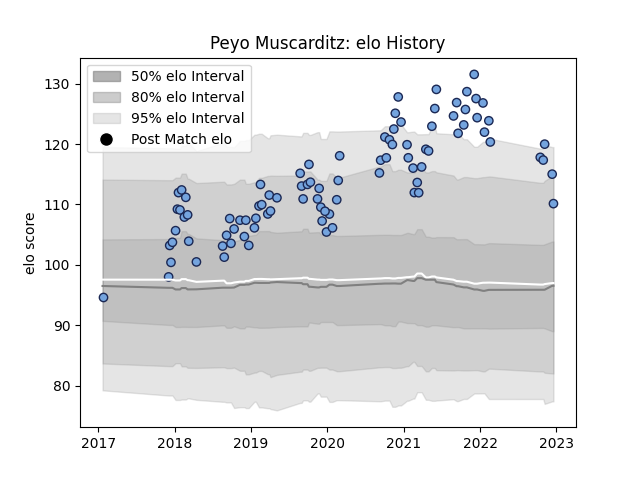 Peyo Muscarditz: elo History
50% elo Interval
80% elo Interval
95% elo Interval
Post Match elo
elo score
130
120
110
100
90
80
2017 2018 2019 2020 2021 2022 2023